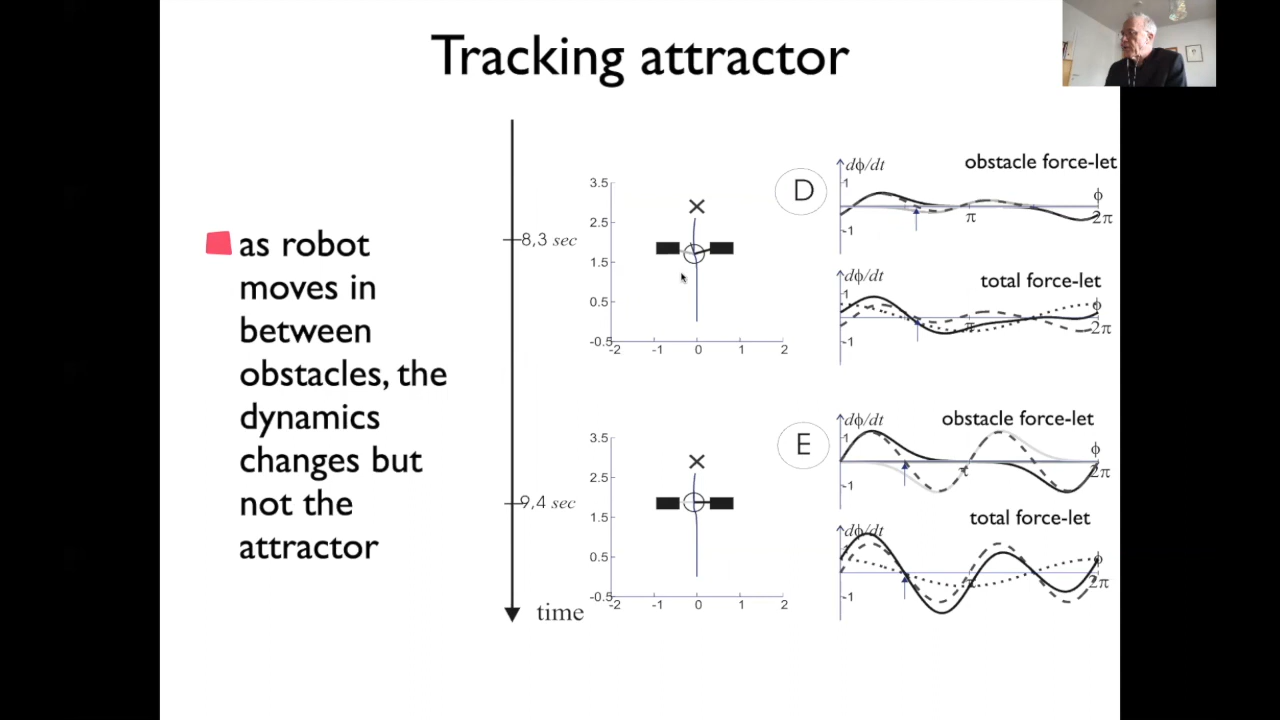 Tracking attractor
as robot
moves in
between
obstacles, the
dynamics
changes but
not the
attractor
8,3 sec
9,4 sec
time
3.5
2.5
1.5
0.5
-0.5
-2 -1 0 1 2
D
dϕ/dt
obstacle force-let
1
-1
π
ϕ
2π
dϕ/dt
total force-let
1
-1
π
ϕ
2π
3.5
2.5
1.5
0.5
-0.5
-2 -1 0 1 2
E
dϕ/dt
obstacle force-let
1
-1
π
ϕ
2π
dϕ/dt
total force-let
-1
π
ϕ
2π